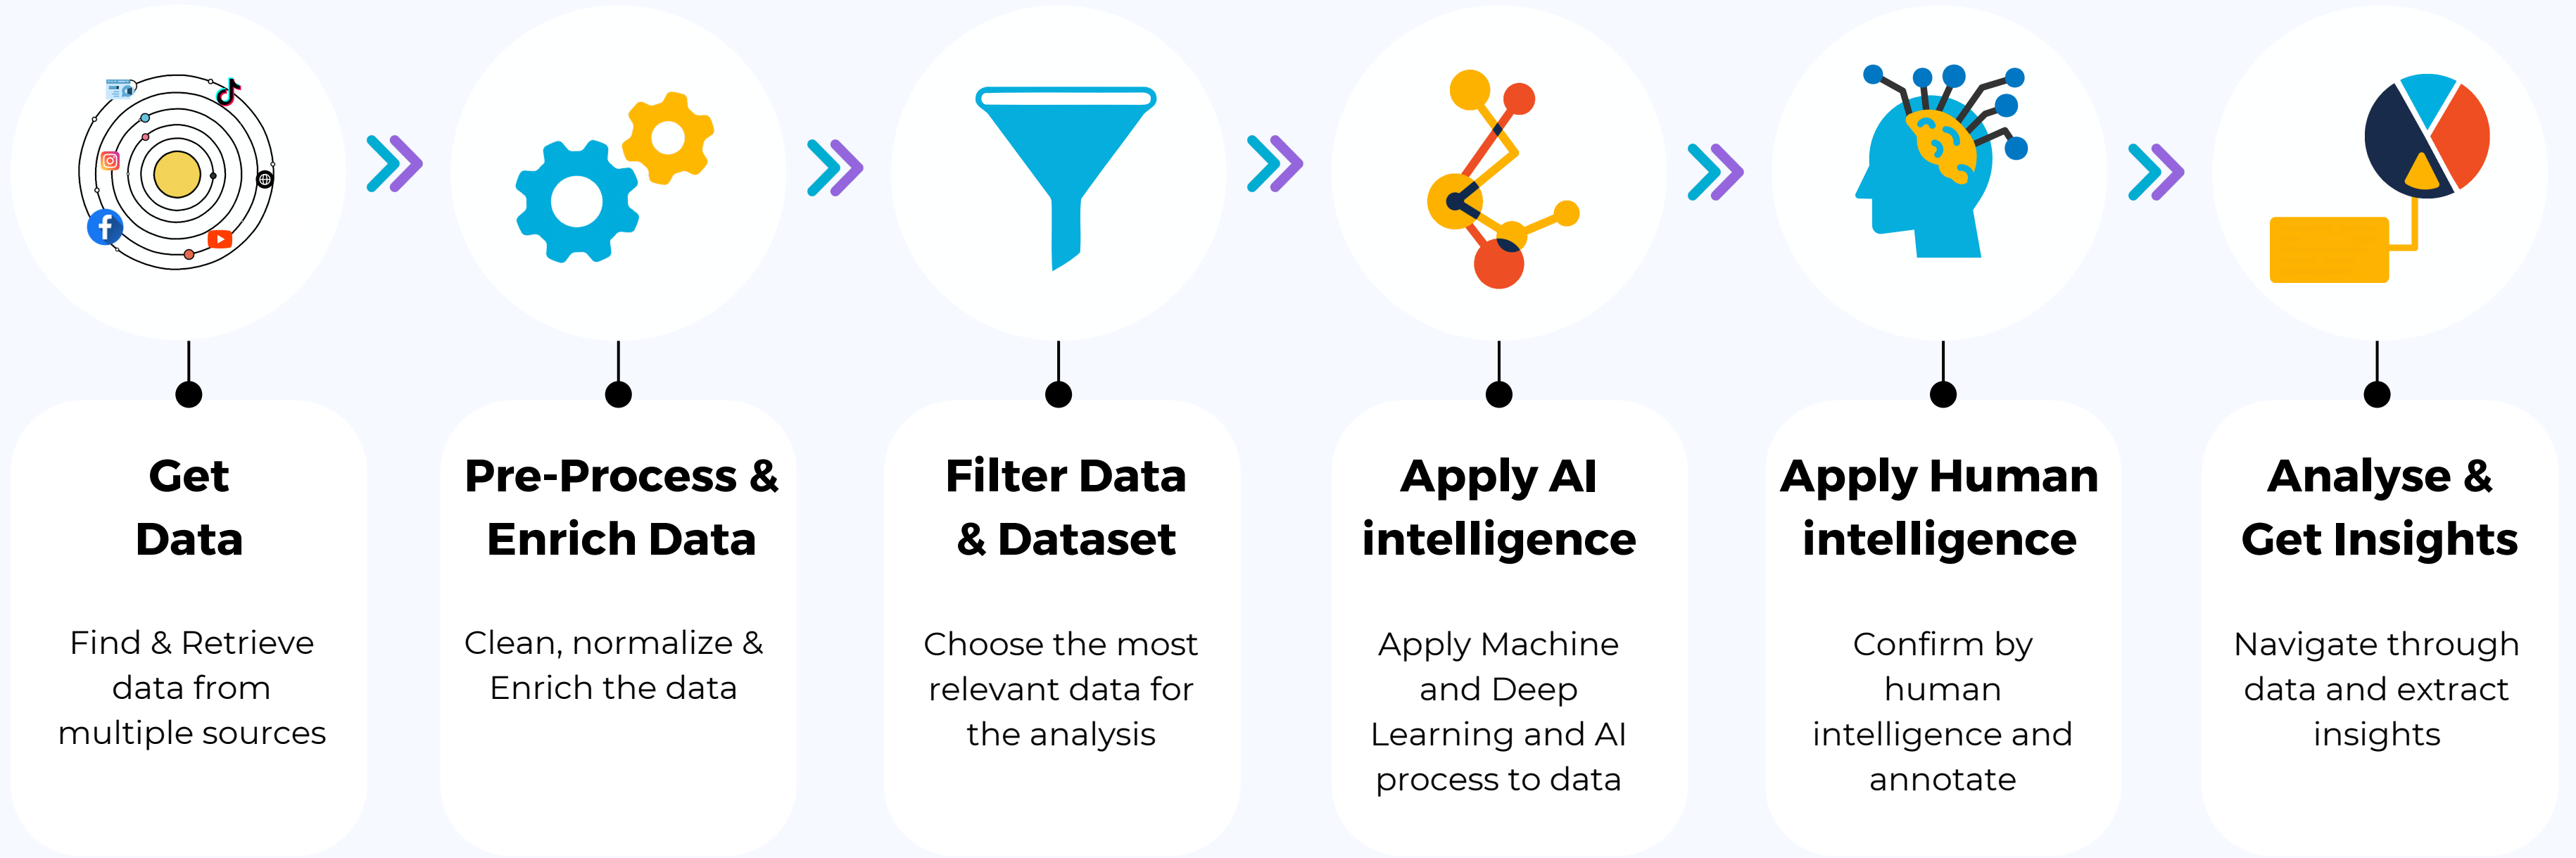 Get
Data
Find & Retrieve
data from
multiple sources
Pre-Process &
Enrich Data
Clean, normalize &
Enrich the data
Filter Data
& Dataset
Choose the most
relevant data for
the analysis
Apply AI
intelligence
Apply Machine
and Deep
Learning and AI
process to data
Apply Human
intelligence
Confirm by
human
intelligence and
annotate
Analyse &
Get Insights
Navigate through
data and extract
insights